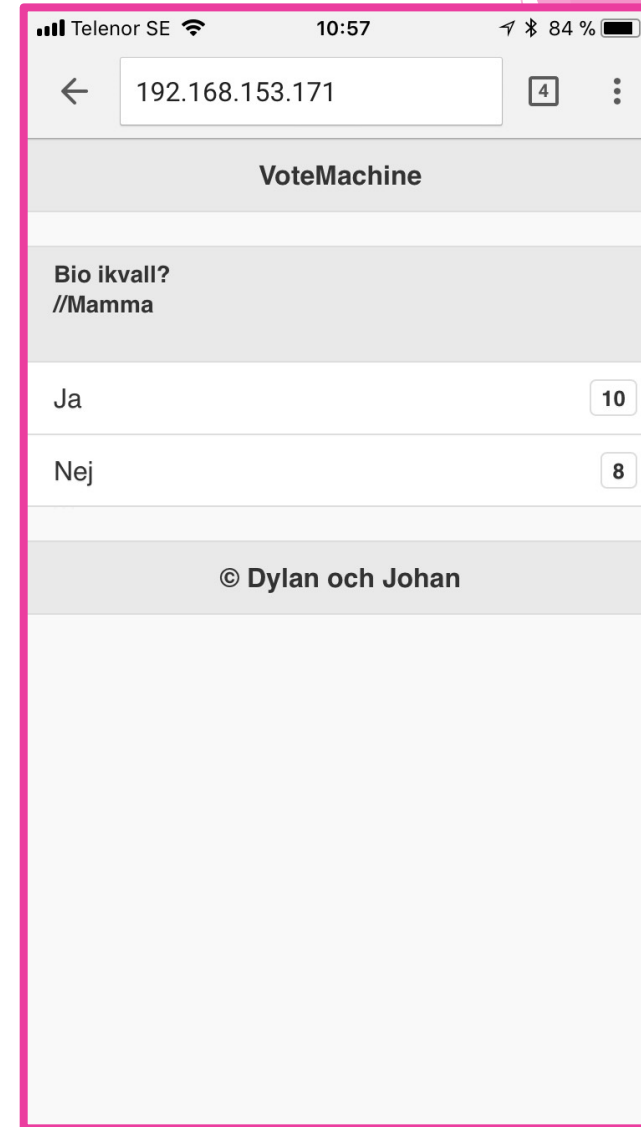 Telenor SE 10:57 84 %
192.168.153.171 4
VoteMachine
Bio ikvall?
//Mamma
Ja 10
Nej 8
© Dylan och Johan